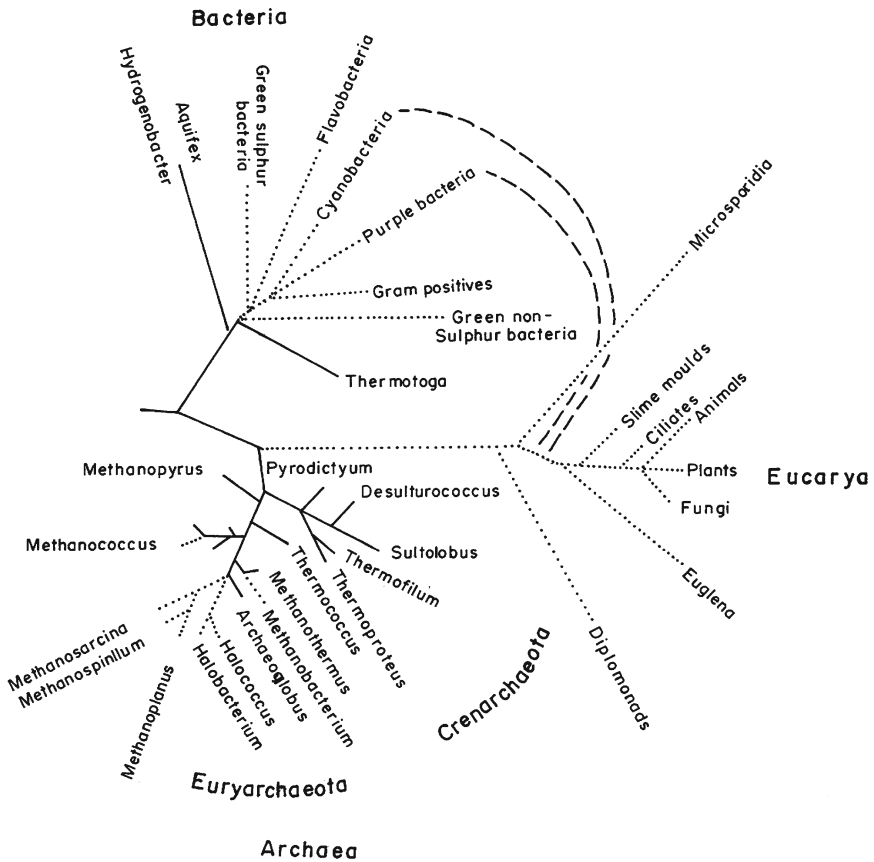 Bacteria
Hydrogenobacter
Aquifex
Green sulphur
bacteria
Flavobacteria
Cyanobacteria
Purple bacteria
Gram positives
Green non-
Sulphur bacteria
Thermotoga
Microsporidia
Slime moulds
Ciliates
Animals
Plants
Fungi
Eucarya
Euglena
Diplomonads
Methanopyrus
Pyrodictyum
Desulturococcus
Methanococcus
Sultolobus
Thermofilum
Thermoproteus
Thermococcus
Methanothermus
Methanobacterium
Archaeoglobus
Halococcus
Halobacterium
Methanoplanus
Methanosarcina
Methanospinllum
Crenarchaeota
Euryarchaeota
Archaea